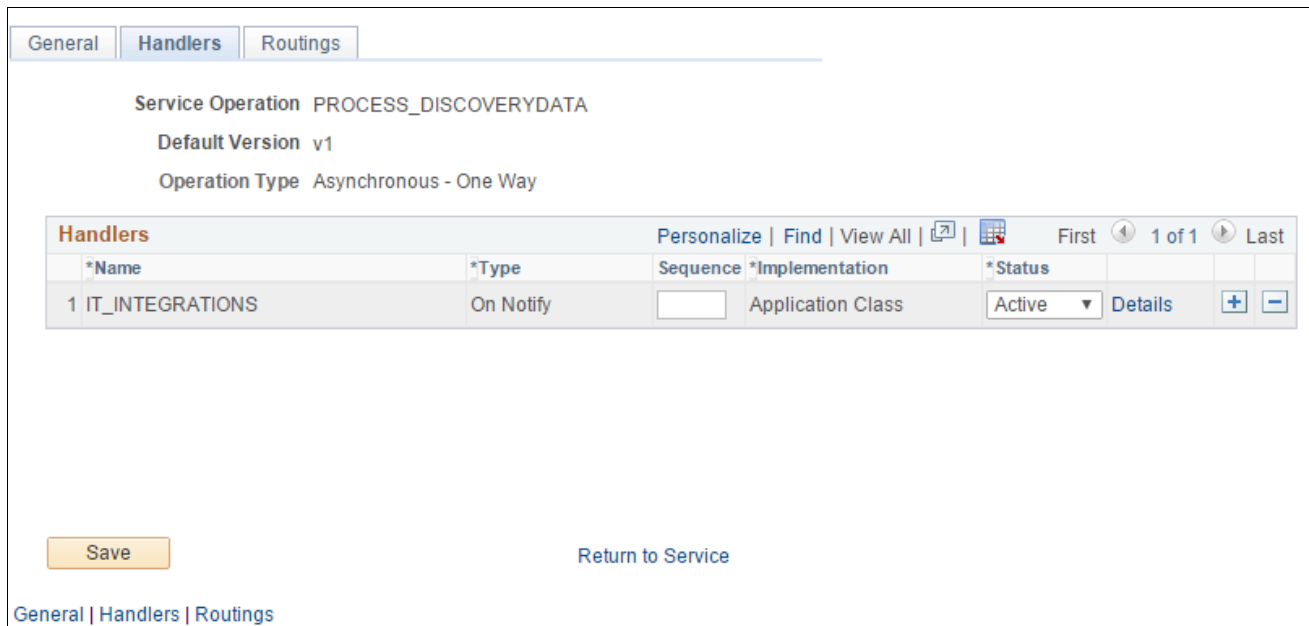 General Handlers Routings
Service Operation PROCESS_DISCOVERYDATA
Default Version v1
Operation Type Asynchronous - One Way
Handlers Personalize | Find | View All | | First 1 of 1 Last
*Name *Type Sequence *Implementation *Status
1 IT_INTEGRATIONS On Notify Application Class Active Details
Save Return to Service
General | Handlers | Routings